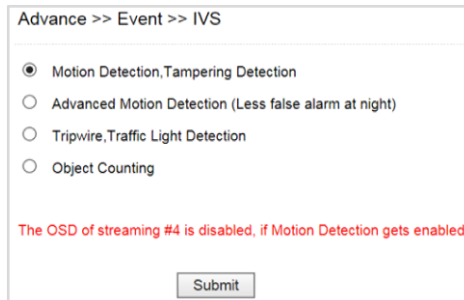 Advance >> Event >> IVS
Motion Detection,Tampering Detection
Advanced Motion Detection (Less false alarm at night)
Tripwire,Traffic Light Detection
Object Counting
The OSD of streaming #4 is disabled, if Motion Detection gets enabled
Submit